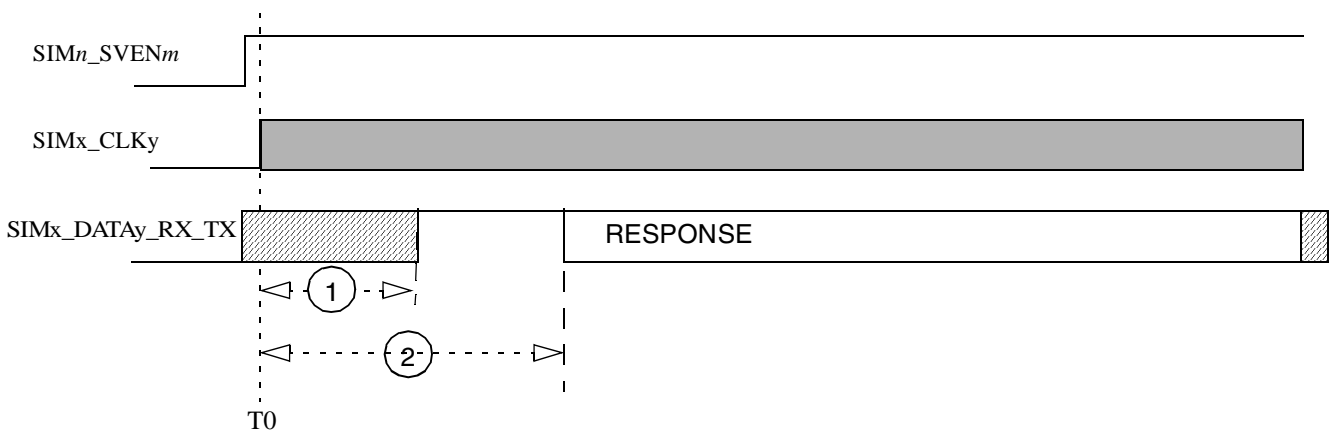 SIMn_SVENm
SIMx_CLKy
SIMx_DATAy_RX_TX
RESPONSE
1
2
T0